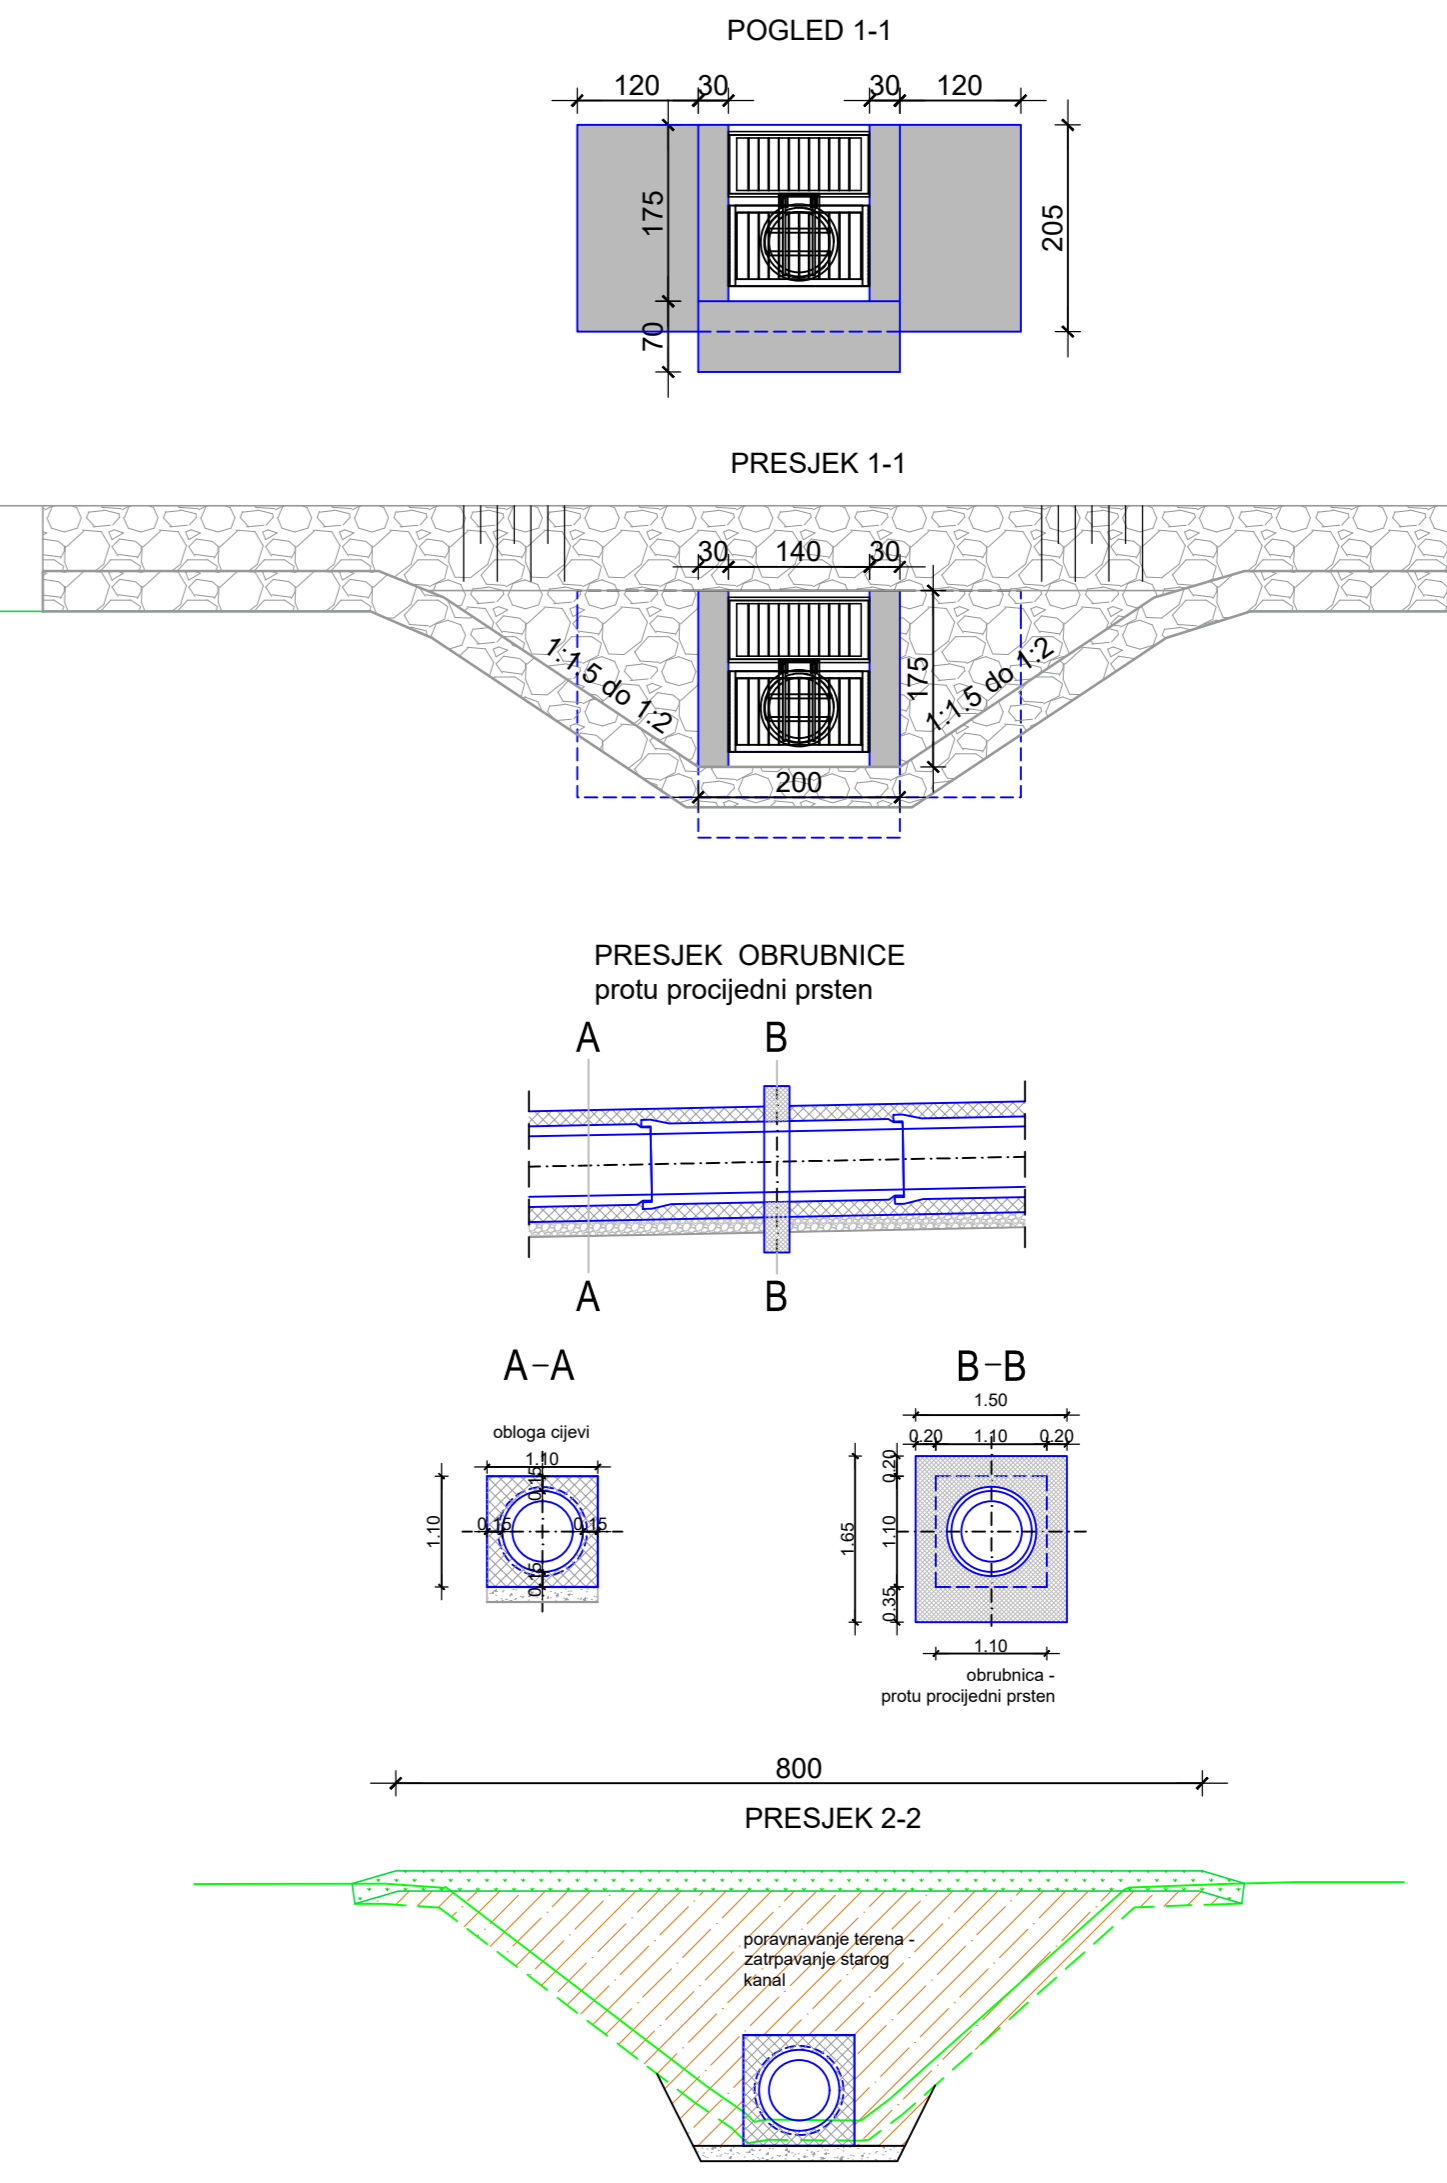 POGLED 1-1
120 30 30 120
175
205
70
PRESJEK 1-1
30 140 30
1:1.5 do 1:2
175
1:1.5 do 1:2
200
PRESJEK OBRUBNICE
protu procijedni prsten
A B
A B
A-A
B-B
obloga cijevi
1.10
0.15
1.10
0.15 0.15
0.15
1.50
0.20 1.10 0.20
0.20
1.65
1.10
0.35
1.10
obrubnica -
protu procijedni prsten
800
PRESJEK 2-2
poravnavanje terena -
zatrpavanje starog
kanal